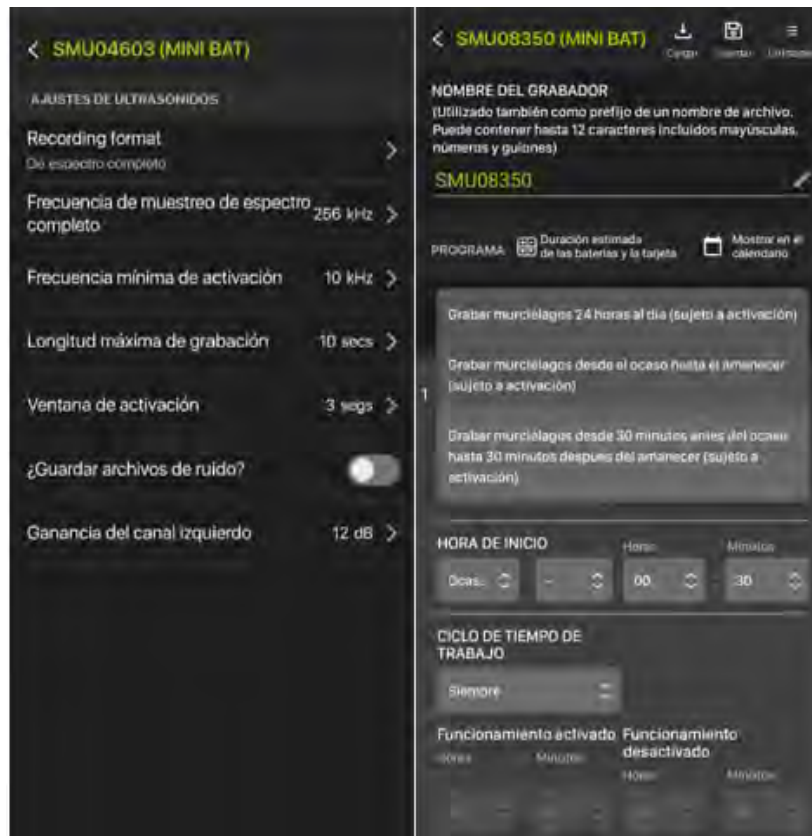 SMU04603 (MINI BAT)
AJUSTES DE ULTRASONIDOS
Recording format
De espectro completo
Frecuencia de muestreo de espectro
completo
256 kHz
Frecuencia mínima de activación
10 kHz
Longitud máxima de grabación
10 secs
Ventana de activación
3 segs
¿Guardar archivos de ruido?
Ganancia del canal izquierdo
12 dB
SMU08350 (MINI BAT)
Cargar
NOMBRE DEL GRABADOR
(Utilizado también como prefijo de un nombre de archivo.
Puede contener hasta 12 caracteres incluidos mayúsculas,
números y guiones)
SMU08350
PROGRAMA
Duración estimada
de las baterías y la tarjeta
Mostrar en el
calendario
1
Grabar murciélagos 24 horas al día (sujeto a activación)
Grabar murciélagos desde el ocaso hasta el amanecer
(sujeto a activación)
Grabar murciélagos desde 30 minutos antes del ocaso
hasta 30 minutos después del amanecer (sujeto a
activación)
HORA DE INICIO
Horas
Minutos
Ocas..
-
00
30
CICLO DE TIEMPO DE
TRABAJO
Siempre
Funcionamiento activado
Horas
Minutos
Funcionamiento
desactivado
Horas
Minutos